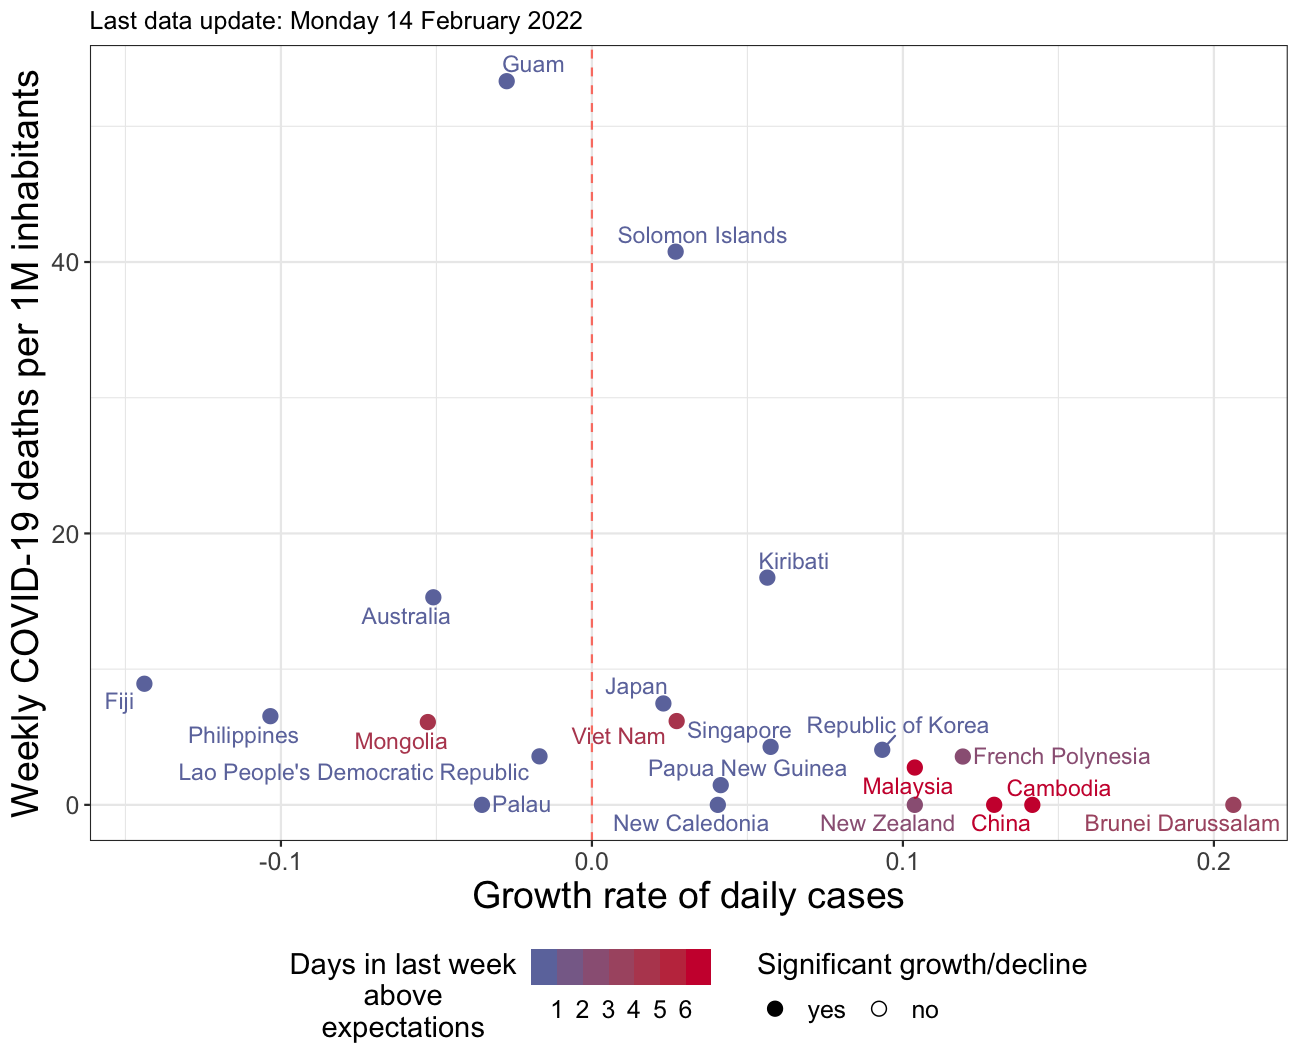 Last data update: Monday 14 February 2022
Weekly COVID-19 deaths per 1M inhabitants
40
20
0
Guam
Solomon Islands
Kiribati
Australia
Fiji
Japan
Philippines
Mongolia
Viet Nam
Singapore
Republic of Korea
Lao People's Democratic Republic
Papua New Guinea
French Polynesia
Malaysia
Cambodia
Palau
New Caledonia
New Zealand
China
Brunei Darussalam
-0.1
0.0
0.1
0.2
Growth rate of daily cases
Days in last week
above
expectations
1 2 3 4 5 6
Significant growth/decline
yes
no